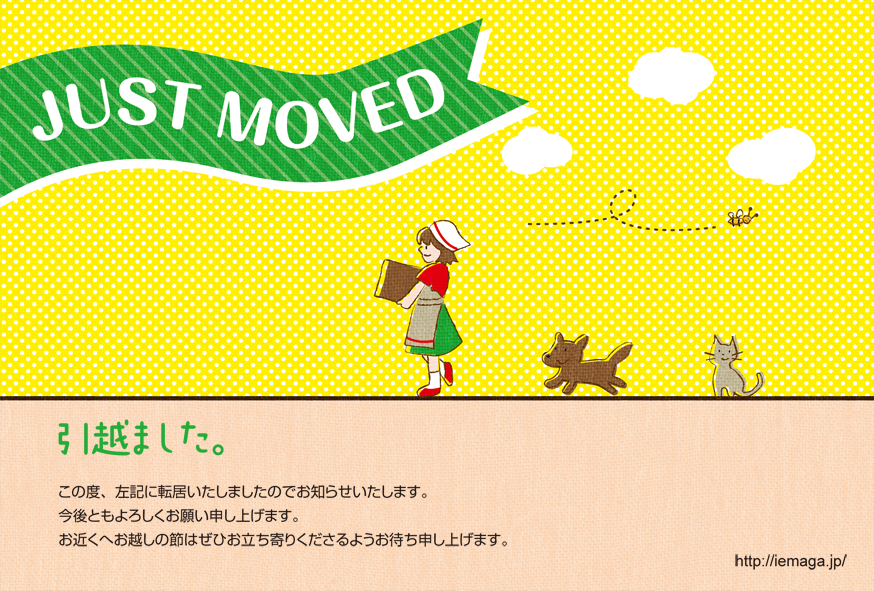 JUST MOVED
引越ました。
この度、左記に転居いたしましたのでお知らせいたします。
今後ともよろしくお願い申し上げます。
お近くへお越しの節はぜひお立ち寄りくださるようお待ち申し上げます。
http://iemaga.jp/